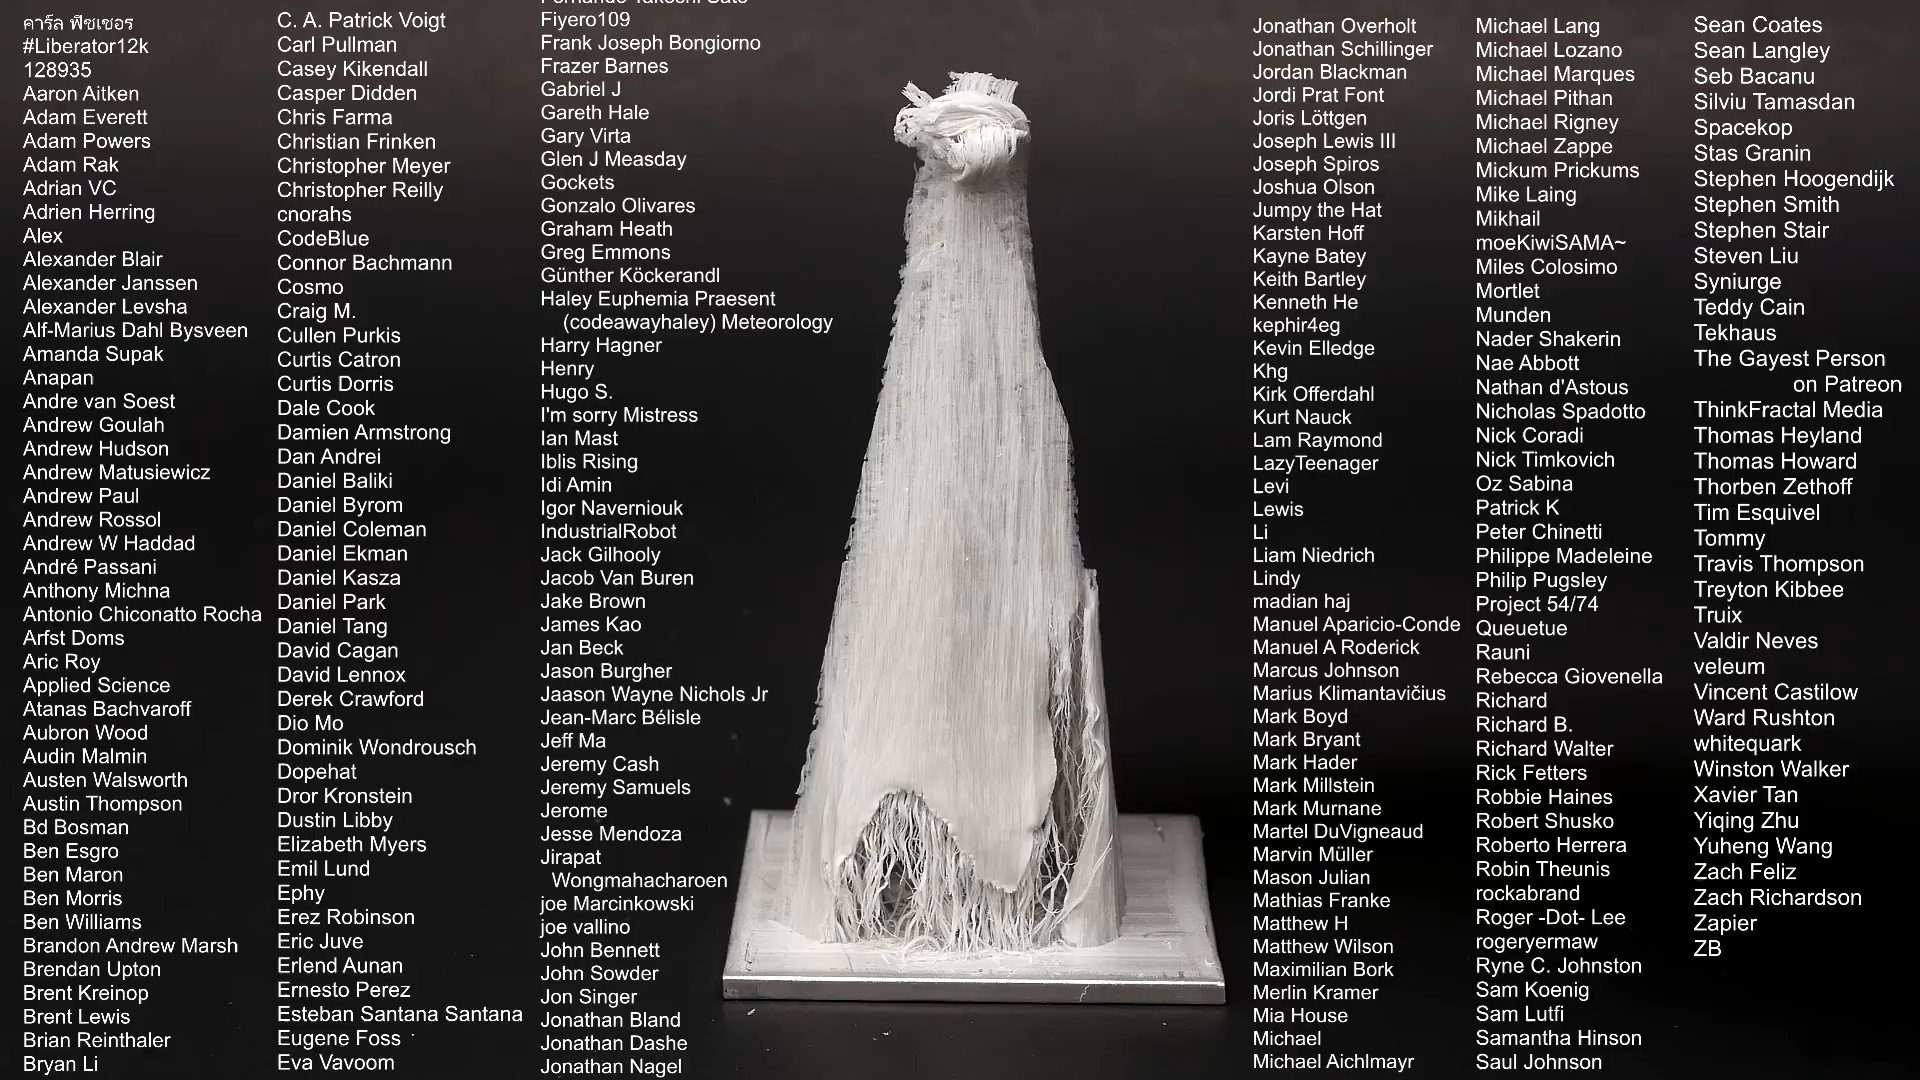 คาร์ล ฟิชเชอร
#Liberator12k
128935
Aaron Aitken
Adam Everett
Adam Powers
Adam Rak
Adrian VC
Adrien Herring
Alex
Alexander Blair
Alexander Janssen
Alexander Levsha
Alf-Marius Dahl Bysveen
Amanda Supak
Anapan
Andre van Soest
Andrew Goulah
Andrew Hudson
Andrew Matusiewicz
Andrew Paul
Andrew Rossol
Andrew W Haddad
André Passani
Anthony Michna
Antonio Chiconatto Rocha
Arfst Doms
Aric Roy
Applied Science
Atanas Bachvaroff
Aubron Wood
Audin Malmin
Austen Walsworth
Austin Thompson
Bd Bosman
Ben Esgro
Ben Maron
Ben Morris
Ben Williams
Brandon Andrew Marsh
Brendan Upton
Brent Kreinop
Brent Lewis
Brian Reinthaler
Bryan Li
C. A. Patrick Voigt
Carl Pullman
Casey Kikendall
Casper Didden
Chris Farma
Christian Frinken
Christopher Meyer
Christopher Reilly
cnorahs
CodeBlue
Connor Bachmann
Cosmo
Craig M.
Cullen Purkis
Curtis Catron
Curtis Dorris
Dale Cook
Damien Armstrong
Dan Andrei
Daniel Baliki
Daniel Byrom
Daniel Coleman
Daniel Ekman
Daniel Kasza
Daniel Park
Daniel Tang
David Cagan
David Lennox
Derek Crawford
Dio Mo
Dominik Wondrousch
Dopehat
Dror Kronstein
Dustin Libby
Elizabeth Myers
Emil Lund
Ephy
Erez Robinson
Eric Juve
Erlend Aunan
Ernesto Perez
Esteban Santana Santana
Eugene Foss
Eva Vavoom
Fernando Takeshi Sato
Fiyero109
Frank Joseph Bongiorno
Frazer Barnes
Gabriel J
Gareth Hale
Gary Virta
Glen J Measday
Gockets
Gonzalo Olivares
Graham Heath
Greg Emmons
Günther Köckerandl
Haley Euphemia Praesent
(codeawayhaley) Meteorology
Harry Hagner
Henry
Hugo S.
I'm sorry Mistress
Ian Mast
Iblis Rising
Idi Amin
Igor Naverniouk
IndustrialRobot
Jack Gilhooly
Jacob Van Buren
Jake Brown
James Kao
Jan Beck
Jason Burgher
Jaason Wayne Nichols Jr
Jean-Marc Bélisle
Jeff Ma
Jeremy Cash
Jeremy Samuels
Jerome
Jesse Mendoza
Jirapat
Wongmahacharoen
joe Marcinkowski
joe vallino
John Bennett
John Sowder
Jon Singer
Jonathan Bland
Jonathan Dashe
Jonathan Nagel
Jonathan Overholt
Jonathan Schillinger
Jordan Blackman
Jordi Prat Font
Joris Löttgen
Joseph Lewis III
Joseph Spiros
Joshua Olson
Jumpy the Hat
Karsten Hoff
Kayne Batey
Keith Bartley
Kenneth He
kephir4eg
Kevin Elledge
Khg
Kirk Offerdahl
Kurt Nauck
Lam Raymond
LazyTeenager
Levi
Lewis
Li
Liam Niedrich
Lindy
madian haj
Manuel Aparicio-Conde
Manuel A Roderick
Marcus Johnson
Marius Klimantavičius
Mark Boyd
Mark Bryant
Mark Hader
Mark Millstein
Mark Murnane
Martel DuVigneaud
Marvin Müller
Mason Julian
Mathias Franke
Matthew H
Matthew Wilson
Maximilian Bork
Merlin Kramer
Mia House
Michael
Michael Aichlmayr
Michael Lang
Michael Lozano
Michael Marques
Michael Pithan
Michael Rigney
Michael Zappe
Mickum Prickums
Mike Laing
Mikhail
moeKiwiSAMA~
Miles Colosimo
Mortlet
Munden
Nader Shakerin
Nae Abbott
Nathan d'Astous
Nicholas Spadotto
Nick Coradi
Nick Timkovich
Oz Sabina
Patrick K
Peter Chinetti
Philippe Madeleine
Philip Pugsley
Project 54/74
Queuetue
Rauni
Rebecca Giovenella
Richard
Richard B.
Richard Walter
Rick Fetters
Robbie Haines
Robert Shusko
Roberto Herrera
Robin Theunis
rockabrand
Roger -Dot- Lee
rogeryermaw
Ryne C. Johnston
Sam Koenig
Sam Lutfi
Samantha Hinson
Saul Johnson
Sean Coates
Sean Langley
Seb Bacanu
Silviu Tamasdan
Spacekop
Stas Granin
Stephen Hoogendijk
Stephen Smith
Stephen Stair
Steven Liu
Syniurge
Teddy Cain
Tekhaus
The Gayest Person
on Patreon
ThinkFractal Media
Thomas Heyland
Thomas Howard
Thorben Zethoff
Tim Esquivel
Tommy
Travis Thompson
Treyton Kibbee
Truix
Valdir Neves
veleum
Vincent Castilow
Ward Rushton
whitequark
Winston Walker
Xavier Tan
Yiqing Zhu
Yuheng Wang
Zach Feliz
Zach Richardson
Zapier
ZB